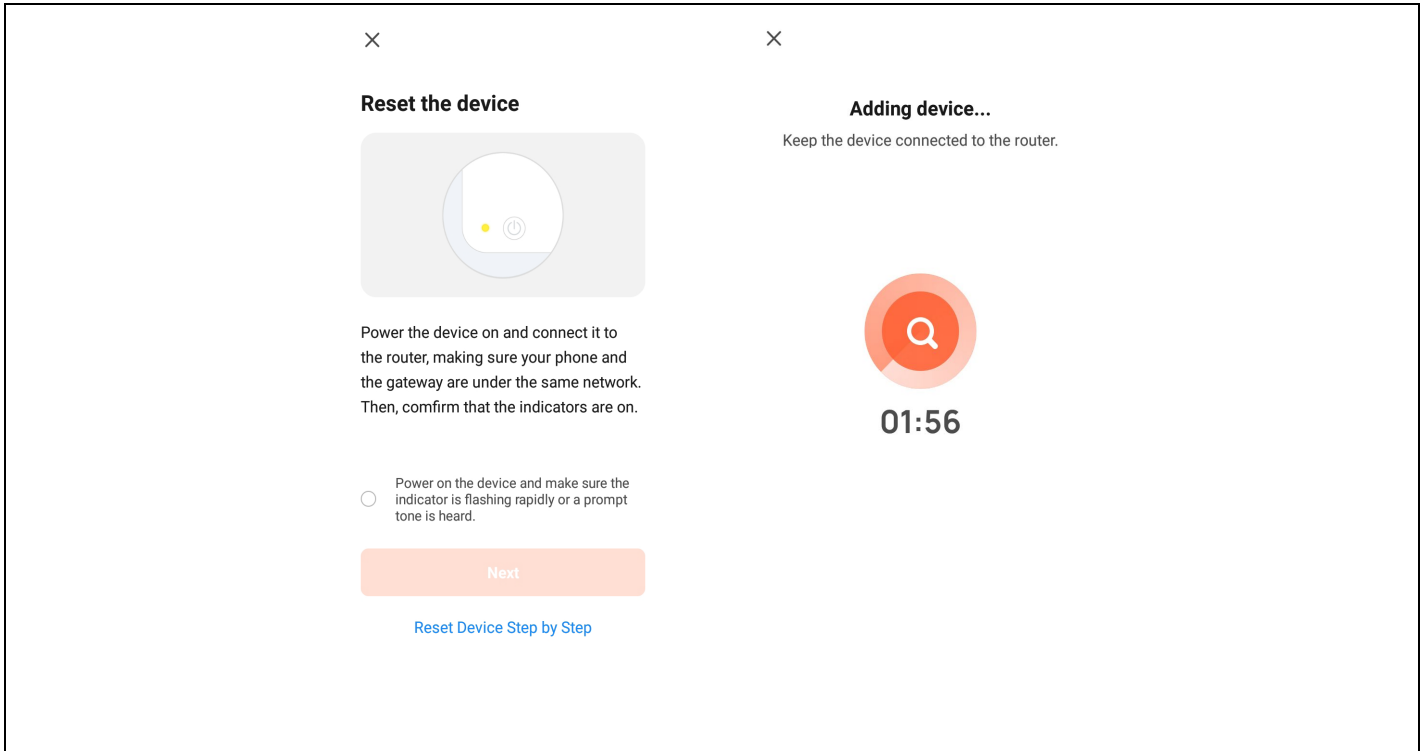 Reset the device
Power the device on and connect it to
the router, making sure your phone and
the gateway are under the same network.
Then, comfirm that the indicators are on.
Power on the device and make sure the
indicator is flashing rapidly or a prompt
tone is heard.
Next
Reset Device Step by Step
Adding device...
Keep the device connected to the router.
01:56